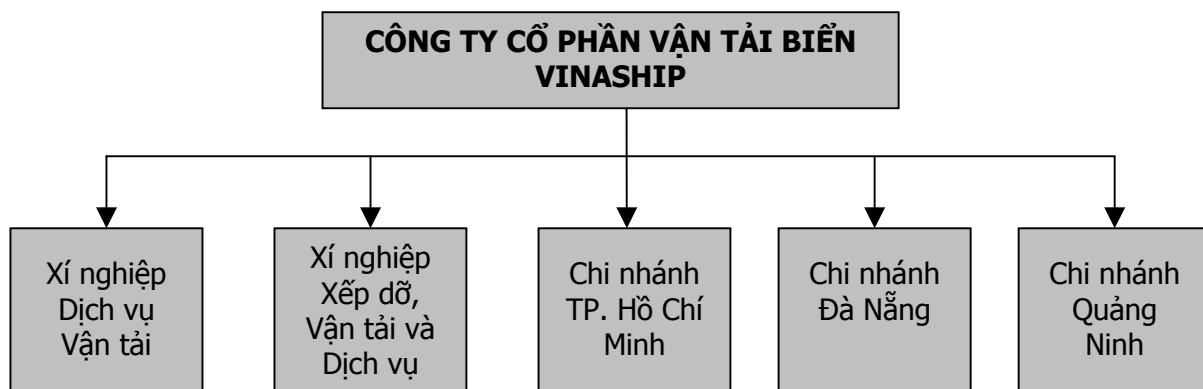 CÔNG TY CỔ PHẦN VẬN TẢI BIỂN
VINASHIP
Xí nghiệp
Dịch vụ
Vận tải
Xí nghiệp
Xếp dỡ,
Vận tải và
Dịch vụ
Chi nhánh
TP. Hồ Chí
Minh
Chi nhánh
Đà Nẵng
Chi nhánh
Quảng
Ninh